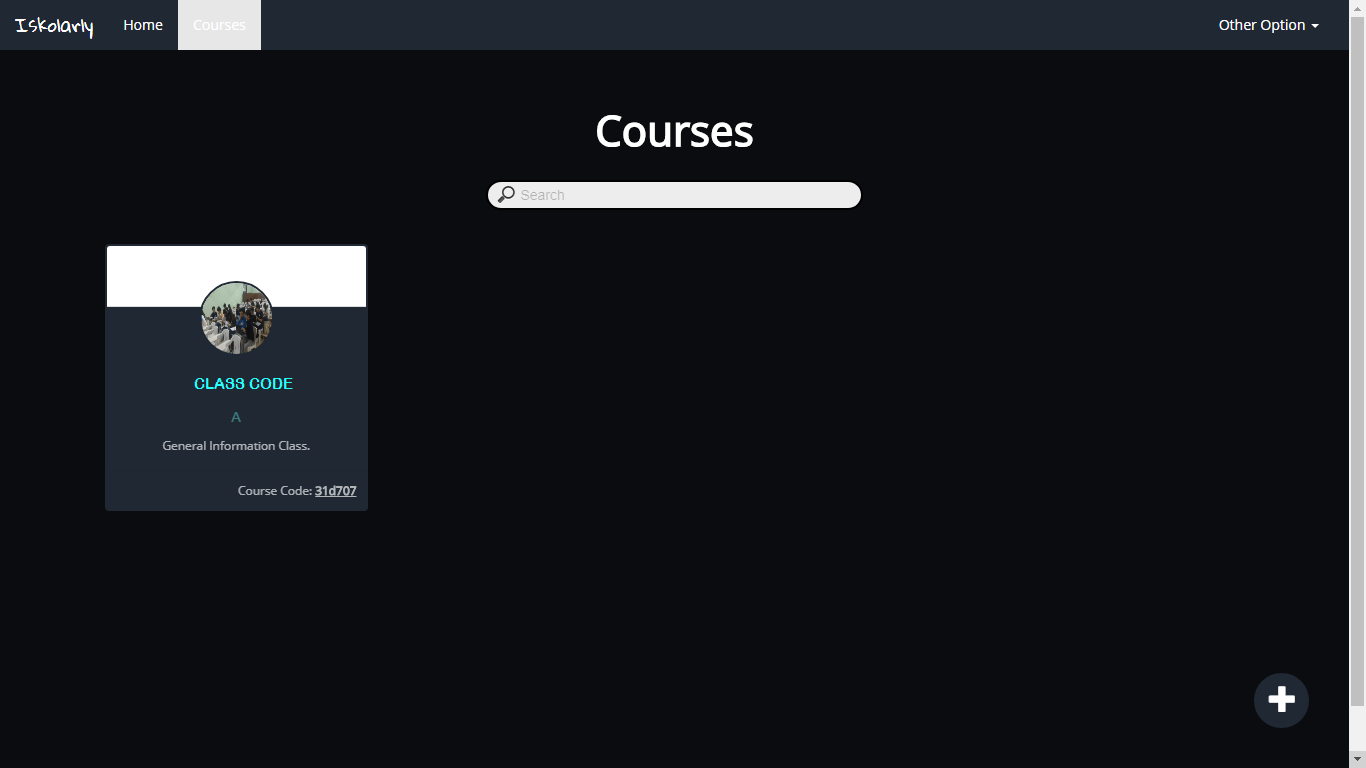 Iskolarly Home Courses Other Option
Courses
Search
CLASS CODE
A
General Information Class.
Course Code: 31d707